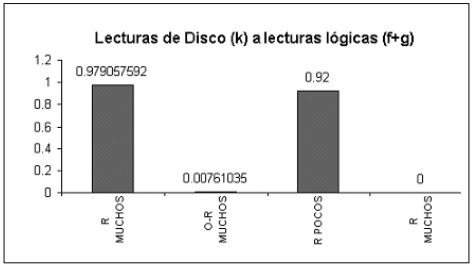 Lecturas de Disco (k) a lecturas lógicas (f+g)
1.2
1
0.8
0.6
0.4
0.2
0
0.979057592
0.00761035
0.92
0
R
MUCHOS
O-R
MUCHOS
R POCOS
R
MUCHOS